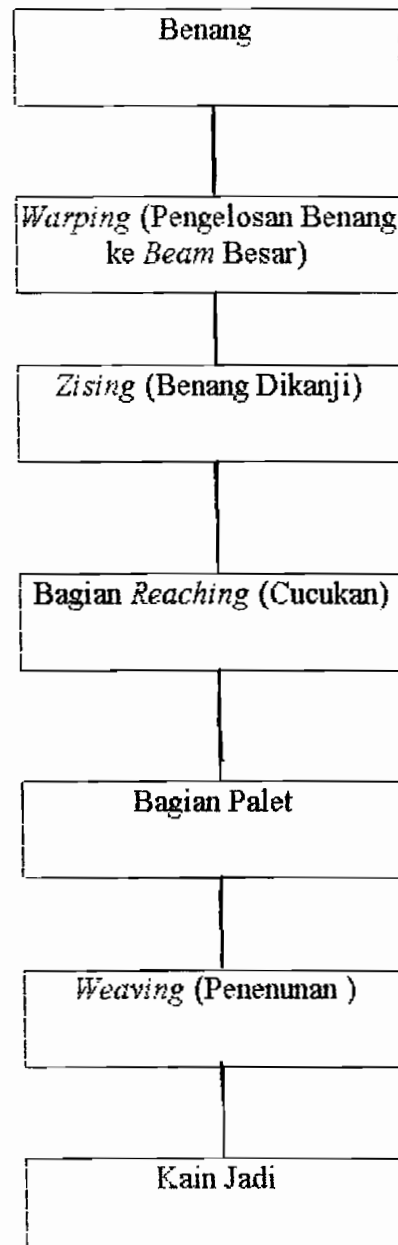 Benang
Warping (Pengelosan Benang
ke Beam Besar)
Zising (Benang Dikanji)
Bagian Reaching (Cucukan)
Bagian Palet
Weaving (Penenunan )
Kain Jadi